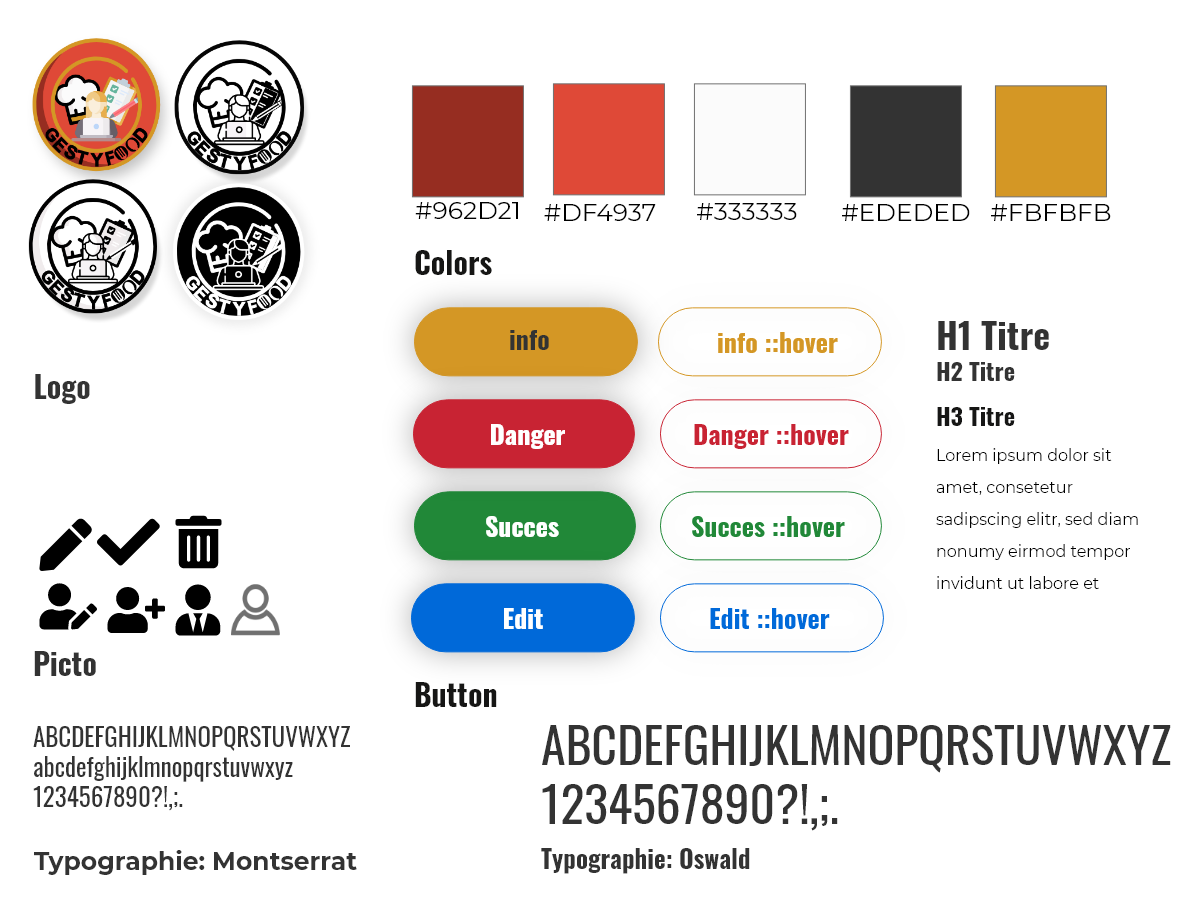 GESTYFOOD
GESTYFOOD
GESTYFOOD
GESTYFOOD
Logo
#962D21
#DF4937
#333333
#EDEDED
#FBFBFB
Colors
info
info ::hover
Danger
Danger ::hover
Succes
Succes ::hover
Edit
Edit ::hover
Button
H1 Titre
H2 Titre
H3 Titre
Lorem ipsum dolor sit
amet, consetetur
sadipscing elitr, sed diam
nonumy eirmod tempor
invidunt ut labore et
Picto
ABCDEFGHIJKLMNOPQRSTUVWXYZ
abcdefghijklmnopqrstuvwxyz
1234567890?!,;.
Typographie: Montserrat
ABCDEFGHIJKLMNOPQRSTUVWXYZ
1234567890?!,;.
Typographie: Oswald